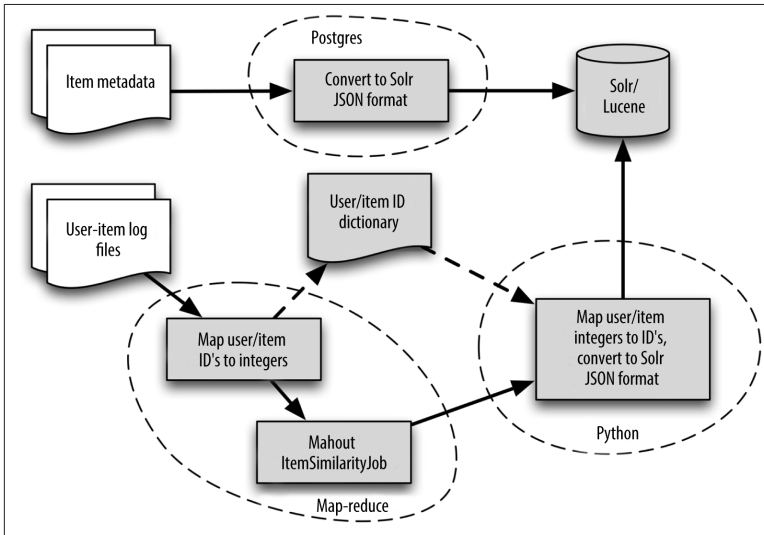 Postgres
Item metadata
Convert to Solr
JSON format
Solr/
Lucene
User-item log
files
User/item ID
dictionary
Map user/item
ID's to integers
Map user/item
integers to ID's,
convert to Solr
JSON format
Mahout
ItemSimilarityJob
Python
Map-reduce